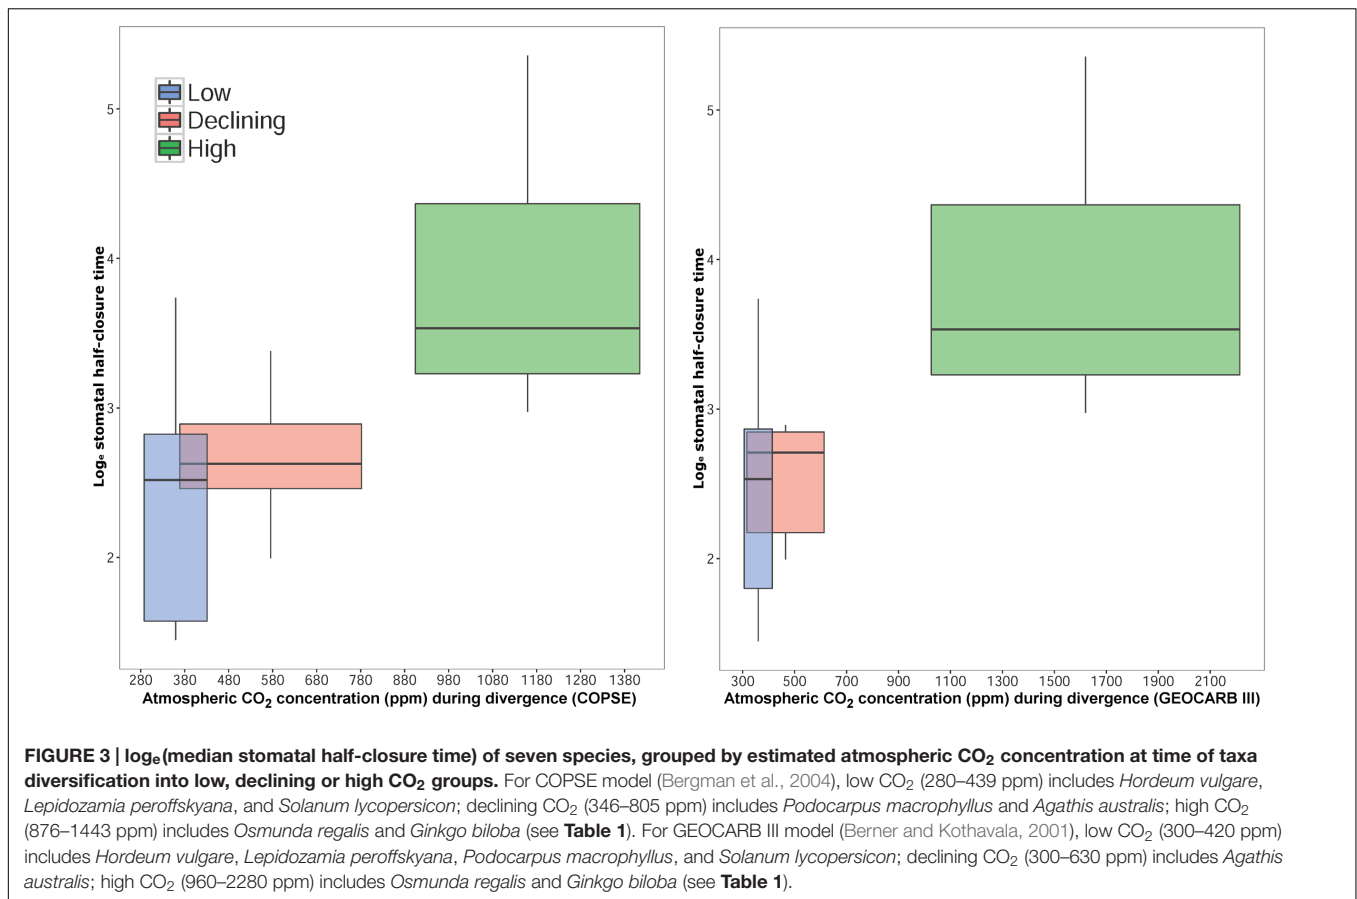 Low
Declining
High
5
4
3
2
Logₑ stomatal half-closure time
280 380 480 580 680 780 880 980 1080 1180 1280 1380
Atmospheric CO₂ concentration (ppm) during divergence (COPSE)
5
4
3
2
Logₑ stomatal half-closure time
300 500 700 900 1100 1300 1500 1700 1900 2100
Atmospheric CO₂ concentration (ppm) during divergence (GEOCARB III)
FIGURE 3 | logₑ(median stomatal half-closure time) of seven species, grouped by estimated atmospheric CO₂ concentration at time of taxa
diversification into low, declining or high CO₂ groups. For COPSE model (Bergman et al., 2004), low CO₂ (280–439 ppm) includes Hordeum vulgare,
Lepidozamia peroffskyana, and Solanum lycopersicon; declining CO₂ (346–805 ppm) includes Podocarpus macrophyllus and Agathis australis; high CO₂
(876–1443 ppm) includes Osmunda regalis and Ginkgo biloba (see Table 1). For GEOCARB III model (Berner and Kothavala, 2001), low CO₂ (300–420 ppm)
includes Hordeum vulgare, Lepidozamia peroffskyana, Podocarpus macrophyllus, and Solanum lycopersicon; declining CO₂ (300–630 ppm) includes Agathis
australis; high CO₂ (960–2280 ppm) includes Osmunda regalis and Ginkgo biloba (see Table 1).